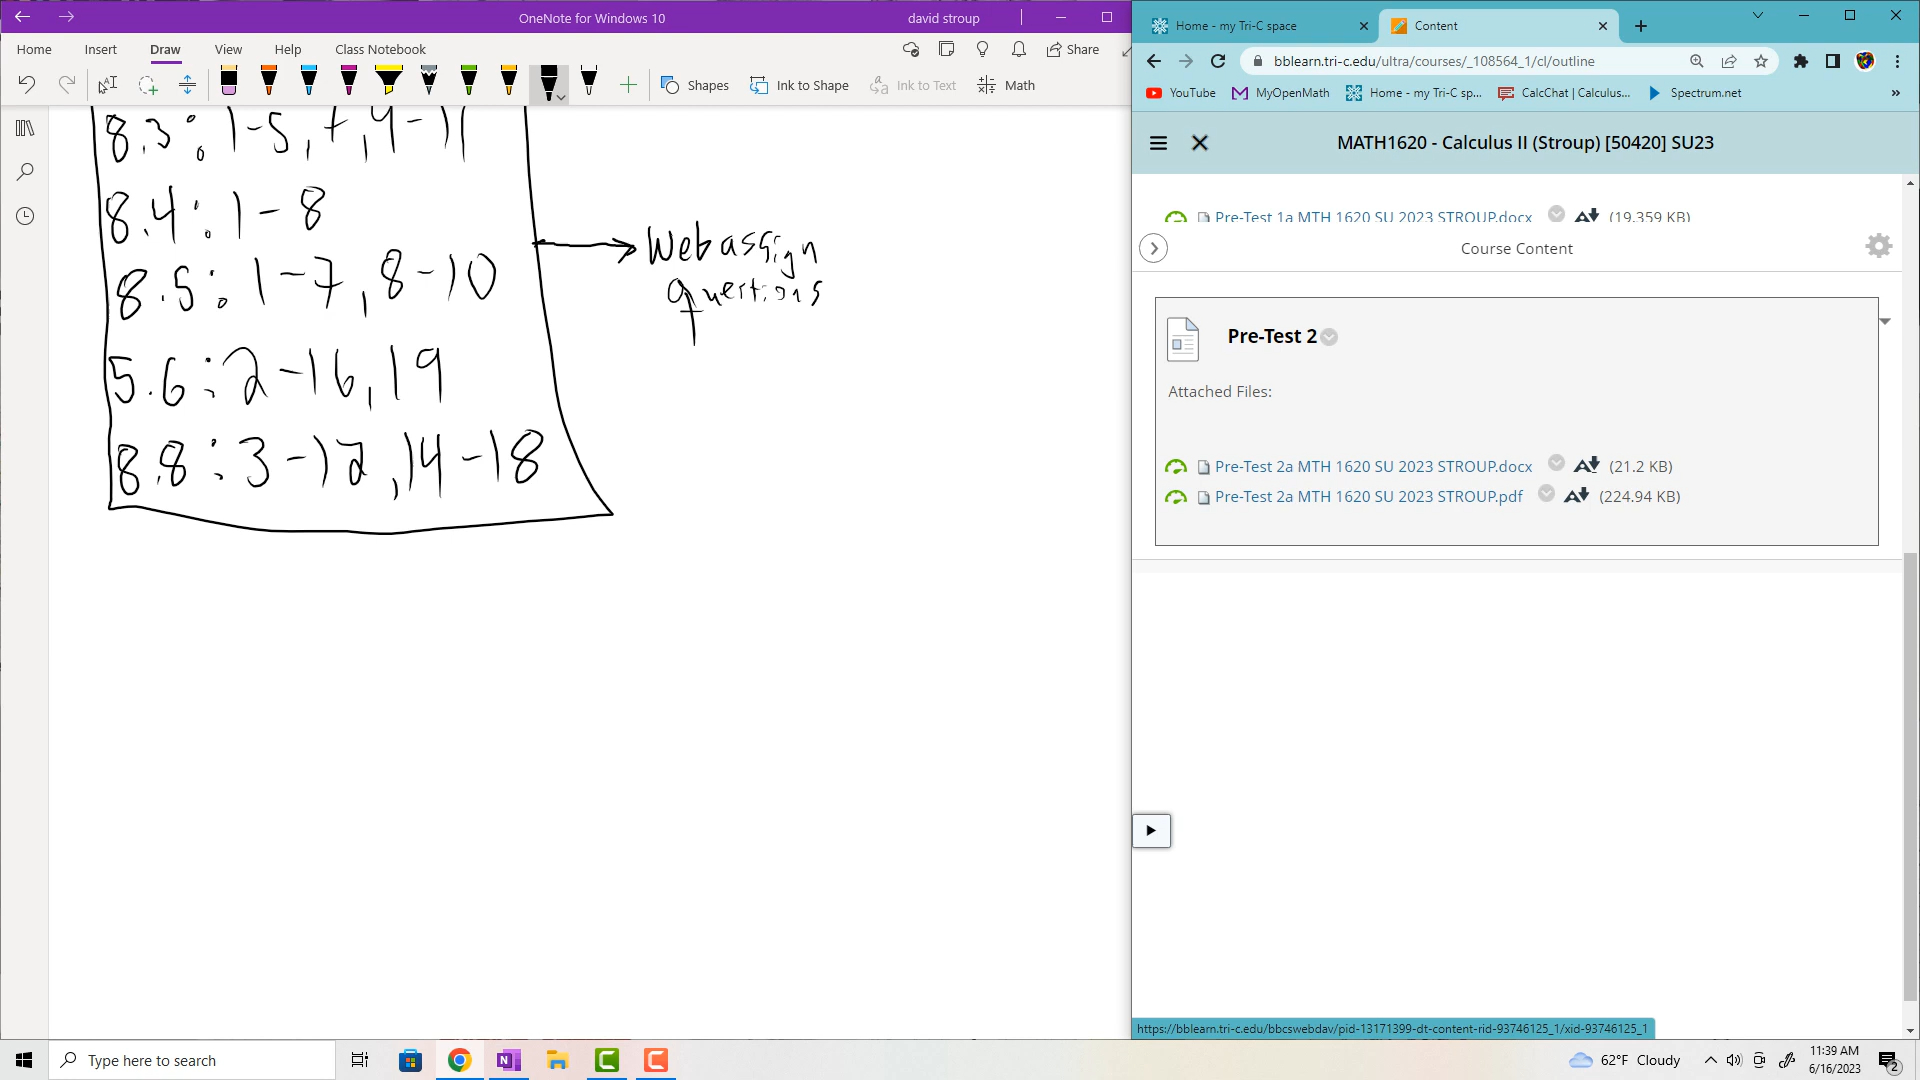 OneNote for Windows 10
david stroup
Home Insert Draw View Help Class Notebook
Share
Shapes Ink to Shape Ink to Text Math
8.3: 1-5, 7, 9-11
8.4: 1-8
8.5: 1-7, 8-10
5.6: 2-16, 19
8.8: 3-12, 14-18
Webassign
questions
Home - my Tri-C space
Content
bblearn.tri-c.edu/ultra/courses/_108564_1/cl/outline
YouTube
MyOpenMath
Home - my Tri-C sp...
CalcChat | Calculus...
Spectrum.net
»
MATH1620 - Calculus II (Stroup) [50420] SU23
Pre-Test 1a MTH 1620 SU 2023 STROUP.docx (19.359 KB)
Course Content
Pre-Test 2
Attached Files:
Pre-Test 2a MTH 1620 SU 2023 STROUP.docx (21.2 KB)
Pre-Test 2a MTH 1620 SU 2023 STROUP.pdf (224.94 KB)
https://bblearn.tri-c.edu/bbcswebdav/pid-13171399-dt-content-rid-93746125_1/xid-93746125_1
Type here to search
62°F Cloudy
11:39 AM
6/16/2023
2